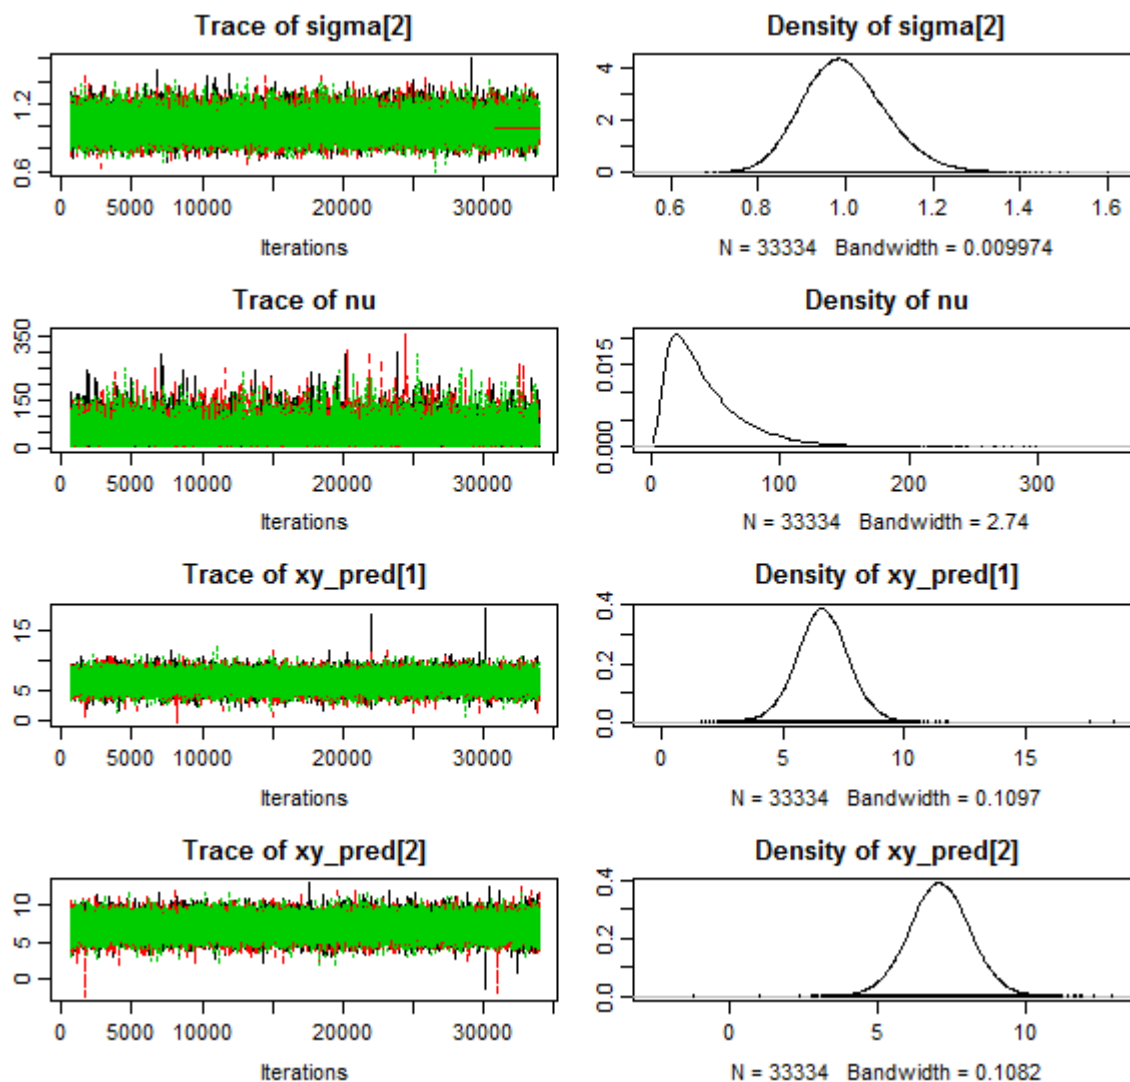 Trace of sigma[2]
Density of sigma[2]
0.6 1.2
0 2 4
0 5000 10000 20000 30000
0.6 0.8 1.0 1.2 1.4 1.6
Iterations
N = 33334 Bandwidth = 0.009974
Trace of nu
Density of nu
0 150 350
0.000 0.015
0 5000 10000 20000 30000
0 100 200 300
Iterations
N = 33334 Bandwidth = 2.74
Trace of xy_pred[1]
Density of xy_pred[1]
0 5 15
0.0 0.2 0.4
0 5000 10000 20000 30000
0 5 10 15
Iterations
N = 33334 Bandwidth = 0.1097
Trace of xy_pred[2]
Density of xy_pred[2]
0 5 10
0.0 0.2 0.4
0 5000 10000 20000 30000
0 5 10
Iterations
N = 33334 Bandwidth = 0.1082